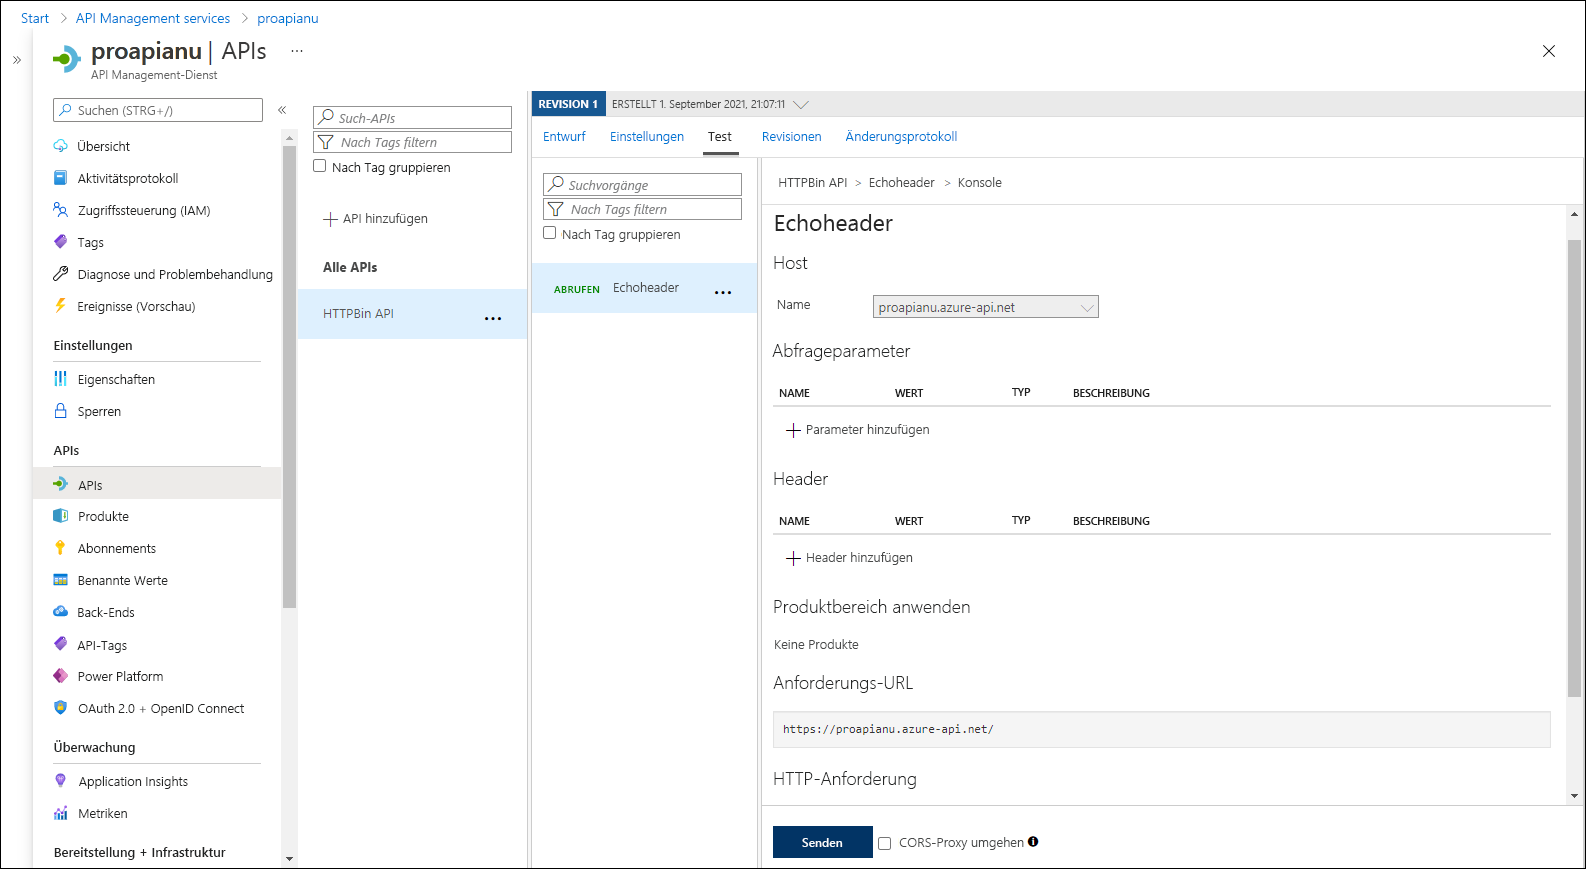 Start > API Management services > proapianu
proapianu | APIs ...
API Management-Dienst
Suchen (STRG+/)
Übersicht
Aktivitätsprotokoll
Zugriffssteuerung (IAM)
Tags
Diagnose und Problembehandlung
Ereignisse (Vorschau)
Einstellungen
Eigenschaften
Sperren
APIs
APIs
Produkte
Abonnements
Benannte Werte
Back-Ends
API-Tags
Power Platform
OAuth 2.0 + OpenID Connect
Überwachung
Application Insights
Metriken
Bereitstellung + Infrastruktur
Such-APIs
Nach Tags filtern
Nach Tag gruppieren
API hinzufügen
Alle APIs
HTTPBin API ...
REVISION 1 ERSTELLT 1. September 2021, 21:07:11
Entwurf Einstellungen Test Revisionen Änderungsprotokoll
Suchvorgänge
Nach Tags filtern
Nach Tag gruppieren
ABRUFEN Echoheader ...
HTTPBin API > Echoheader > Konsole
Echoheader
Host
Name proapianu.azure-api.net
Abfrageparameter
NAME WERT TYP BESCHREIBUNG
Parameter hinzufügen
Header
NAME WERT TYP BESCHREIBUNG
Header hinzufügen
Produktbereich anwenden
Keine Produkte
Anforderungs-URL
https://proapianu.azure-api.net/
HTTP-Anforderung
Senden CORS-Proxy umgehen